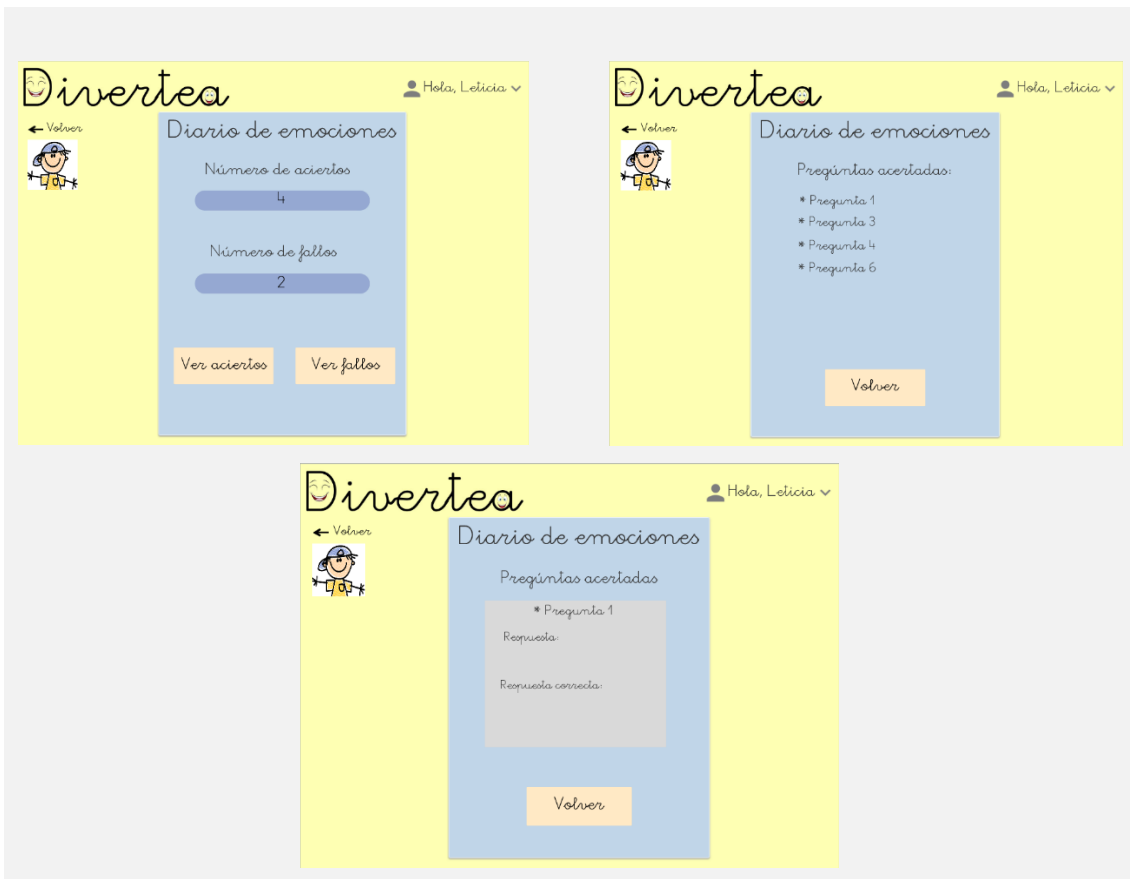 Divertea
Hola, Leticia
Volver
Diario de emociones
Número de aciertos
4
Número de fallos
2
Ver aciertos
Ver fallos
Divertea
Hola, Leticia
Volver
Diario de emociones
Pregúntas acertadas:
* Pregunta 1
* Pregunta 3
* Pregunta 4
* Pregunta 6
Volver
Divertea
Hola, Leticia
Volver
Diario de emociones
Pregúntas acertadas
* Pregunta 1
Respuesta:
Respuesta correcta:
Volver